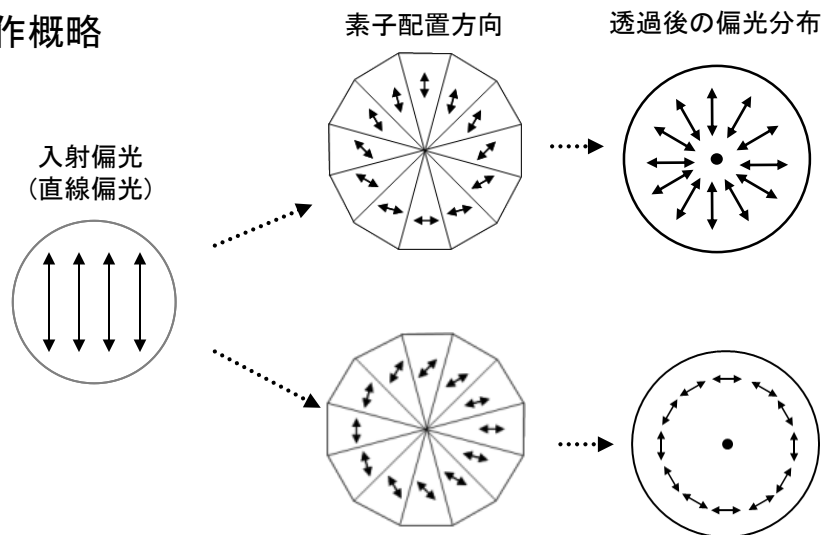 作概略
素子配置方向
透過後の偏光分布
入射偏光
(直線偏光)